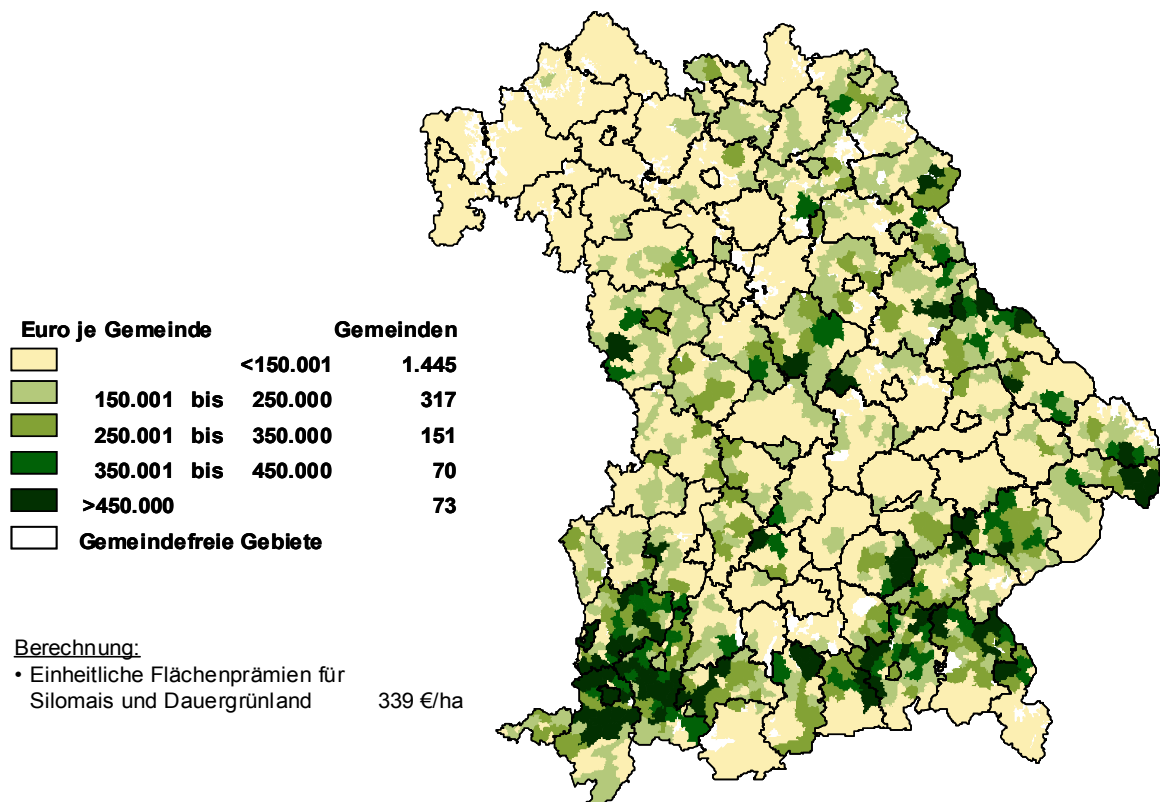 Euro je Gemeinde Gemeinden
<150.001 1.445
150.001 bis 250.000 317
250.001 bis 350.000 151
350.001 bis 450.000 70
>450.000 73
Gemeindefreie Gebiete
Berechnung:
• Einheitliche Flächenprämien für
Silomais und Dauergrünland 339 €/ha